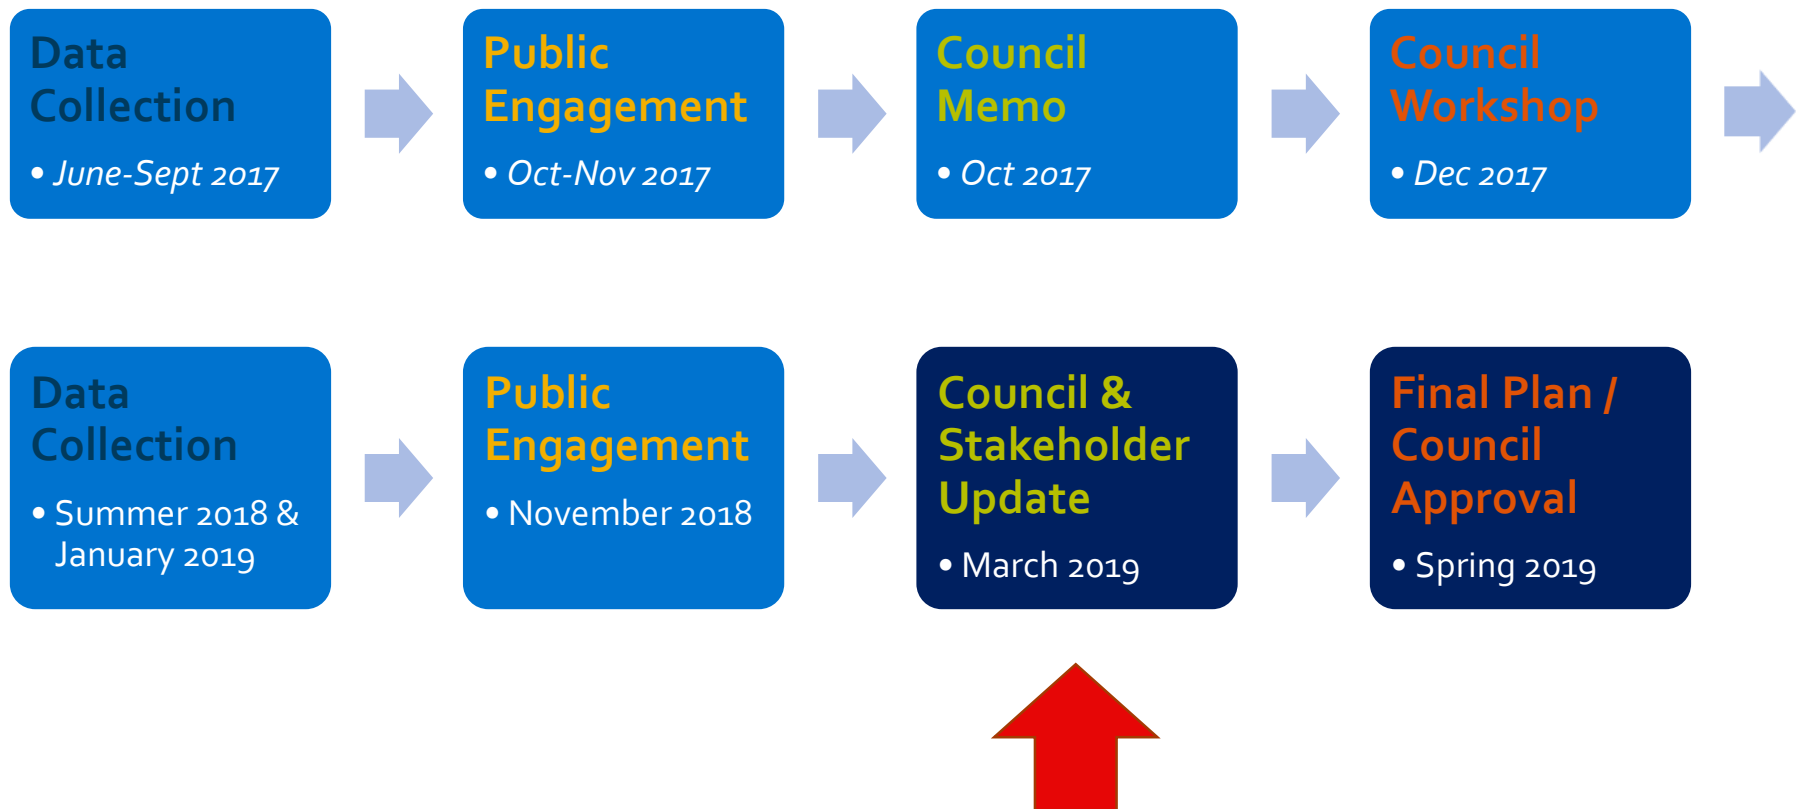 Data
Collection
• June-Sept 2017
Public
Engagement
• Oct-Nov 2017
Council
Memo
• Oct 2017
Council
Workshop
• Dec 2017
Data
Collection
• Summer 2018 &
January 2019
Public
Engagement
• November 2018
Council &
Stakeholder
Update
• March 2019
Final Plan /
Council
Approval
• Spring 2019